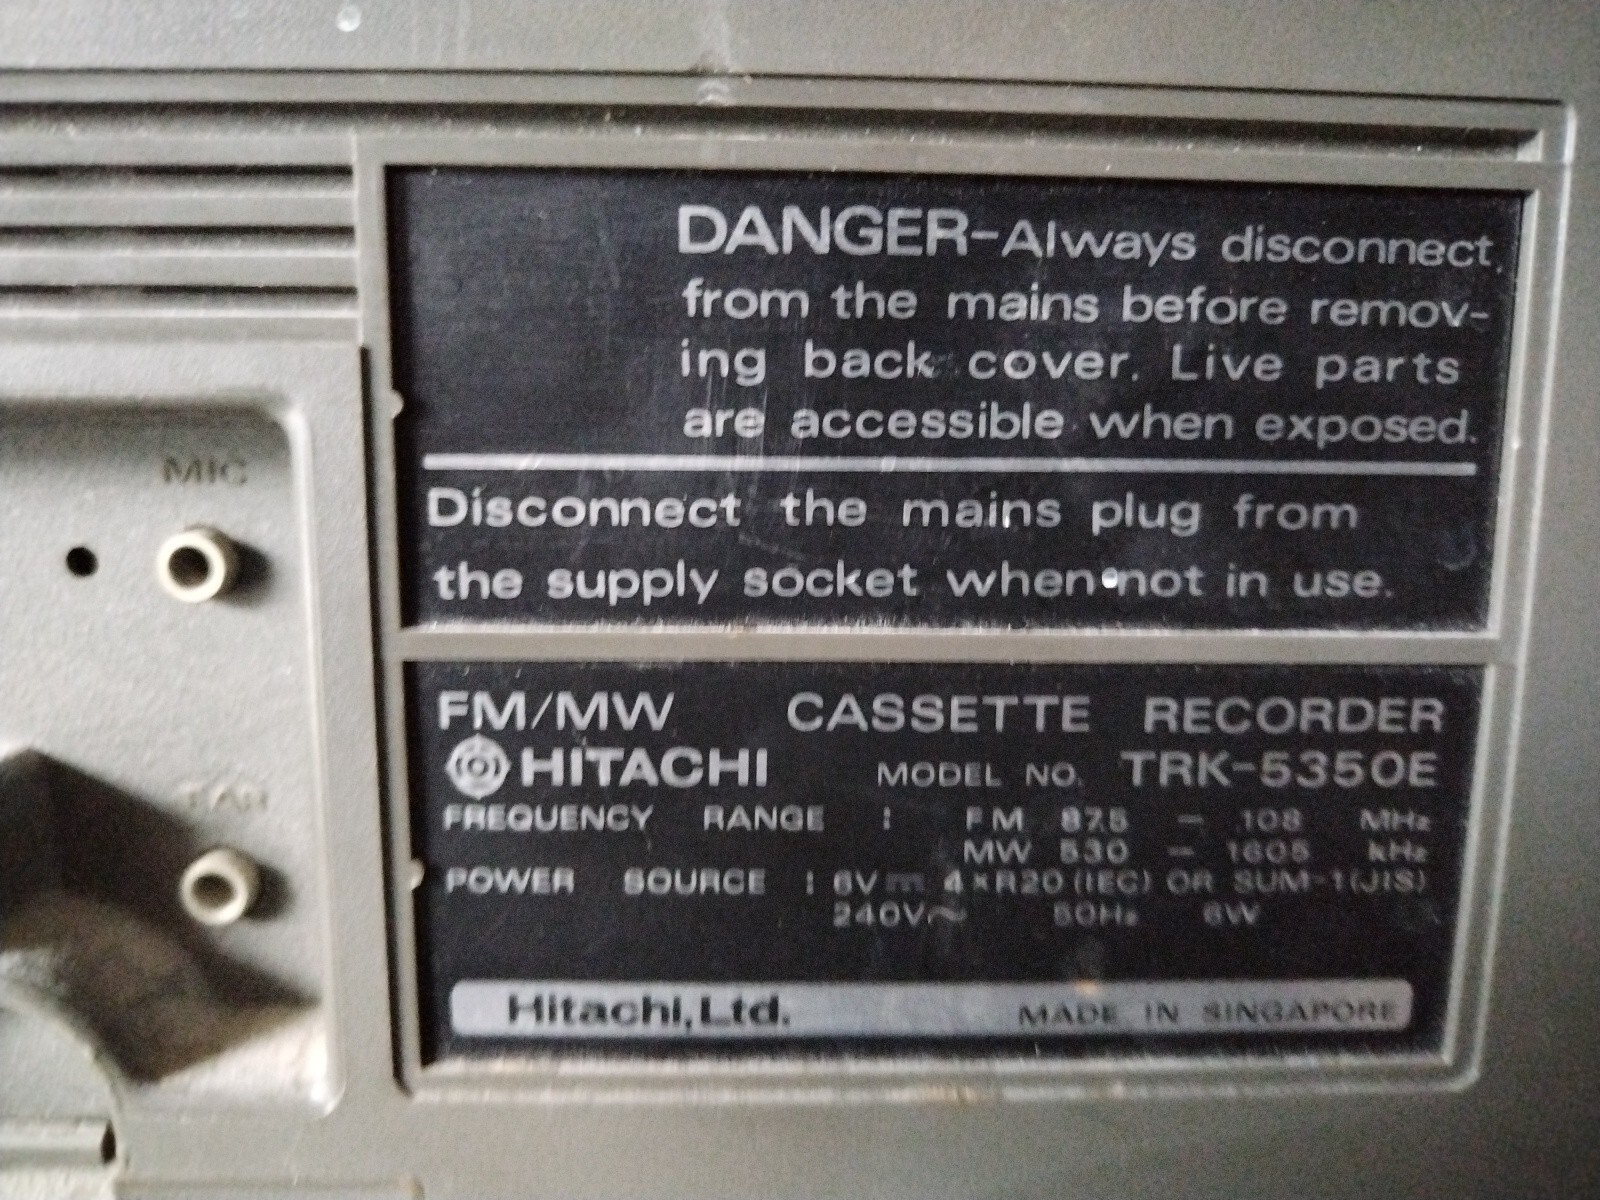 DANGER-Always disconnect
from the mains before remov-
ing back cover. Live parts
are accessible when exposed.
Disconnect the mains plug from
the supply socket when not in use.
MIC
EAR
FM/MW CASSETTE RECORDER
HITACHI MODEL NO. TRK-5350E
FREQUENCY RANGE : FM 87.5 - 108 MHz
MW 530 - 1605 kHz
POWER SOURCE : 6V⎓ 4×R20 (IEC) OR SUM-1 (JIS)
240V~ 50Hz 6W
Hitachi, Ltd. MADE IN SINGAPORE